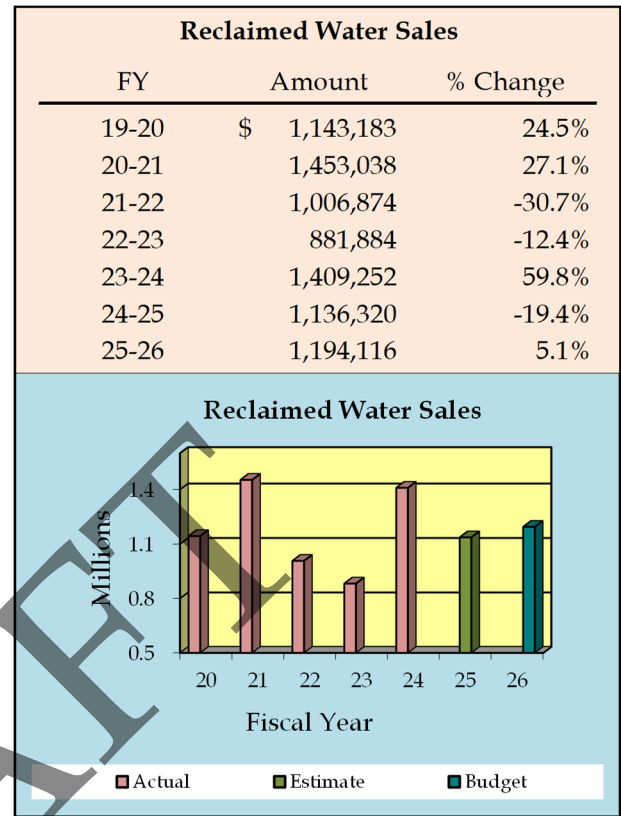 Reclaimed Water Sales
FY Amount % Change
19-20 $ 1,143,183 24.5%
20-21 1,453,038 27.1%
21-22 1,006,874 -30.7%
22-23 881,884 -12.4%
23-24 1,409,252 59.8%
24-25 1,136,320 -19.4%
25-26 1,194,116 5.1%
Reclaimed Water Sales
Millions
1.4
1.1
0.8
0.5
20 21 22 23 24 25 26
Fiscal Year
Actual Estimate Budget
AFT